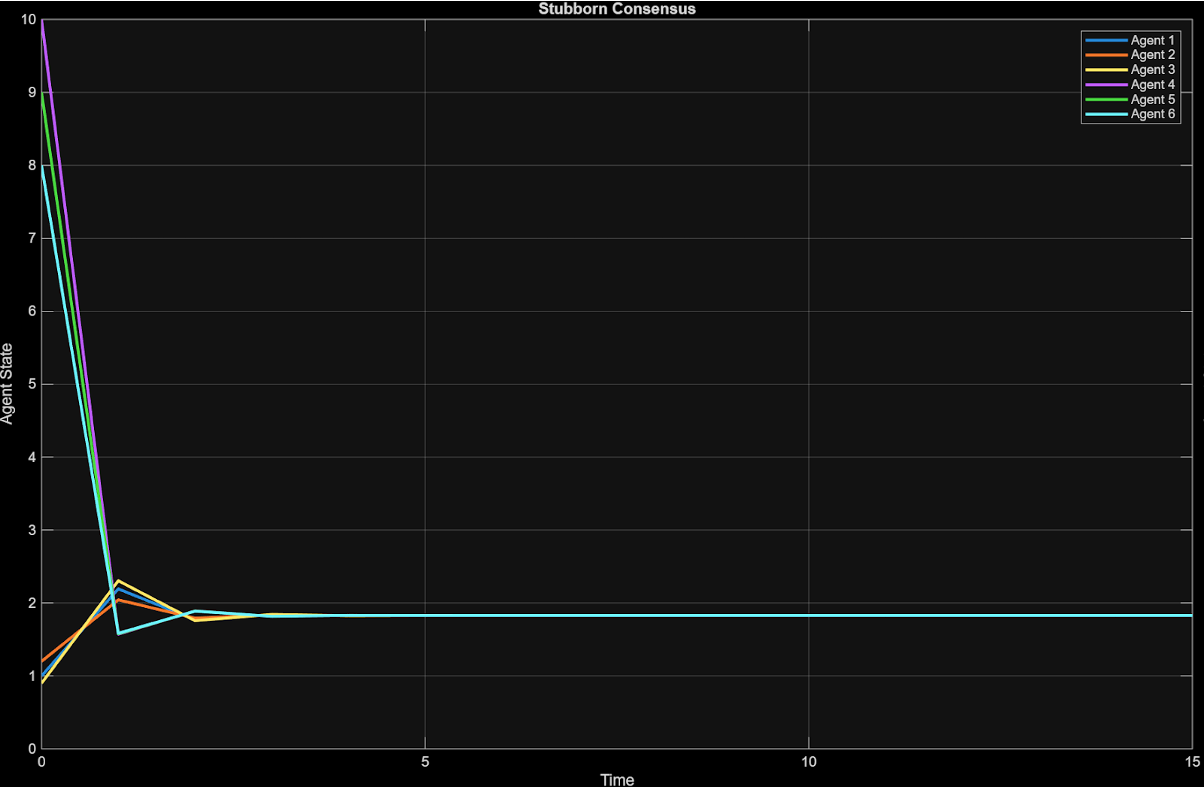 Stubborn Consensus
10
9
8
7
6
5
4
3
2
1
0
Agent State
Agent 1
Agent 2
Agent 3
Agent 4
Agent 5
Agent 6
0 5 10 15
Time